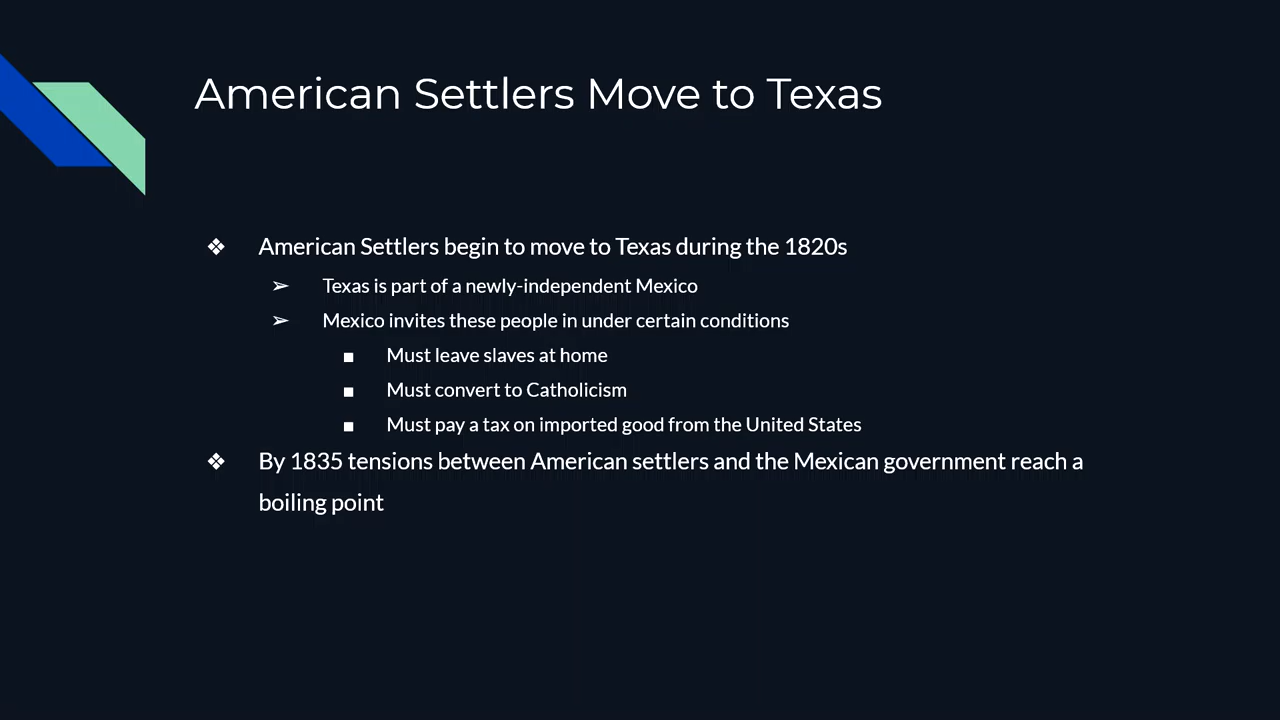 American Settlers Move to Texas
❖ American Settlers begin to move to Texas during the 1820s
➢ Texas is part of a newly-independent Mexico
➢ Mexico invites these people in under certain conditions
■ Must leave slaves at home
■ Must convert to Catholicism
■ Must pay a tax on imported good from the United States
❖ By 1835 tensions between American settlers and the Mexican government reach a
boiling point